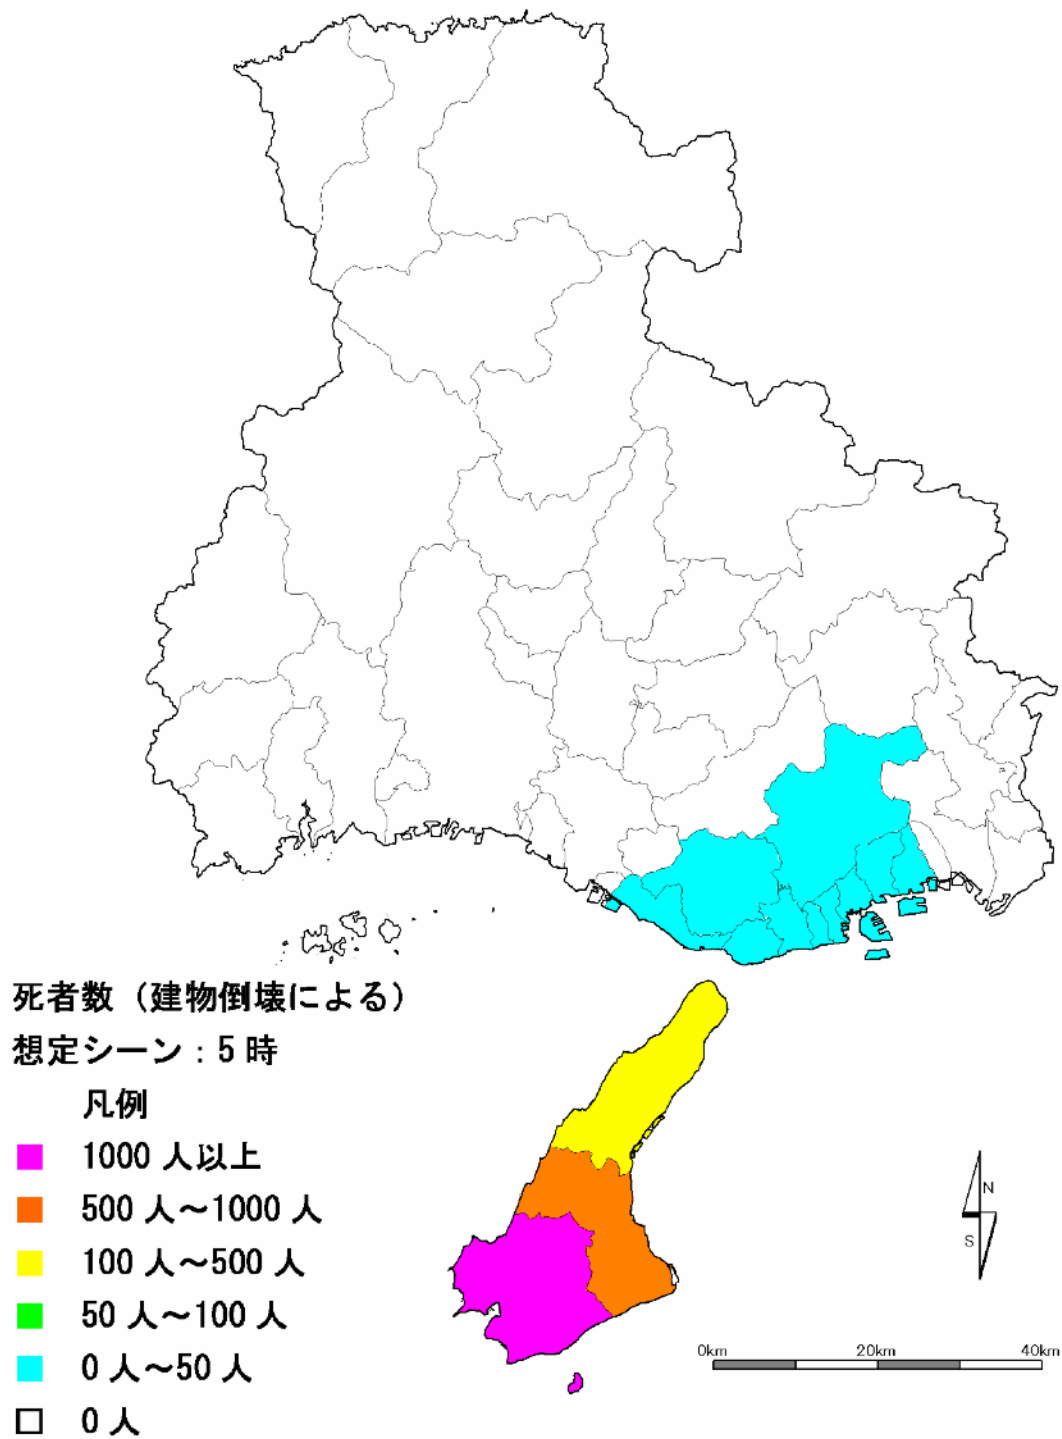 死者数（建物倒壊による）
想定シーン：5時
凡例
1000人以上
500人～1000人
100人～500人
50人～100人
0人～50人
0人
N
S
0km 20km 40km